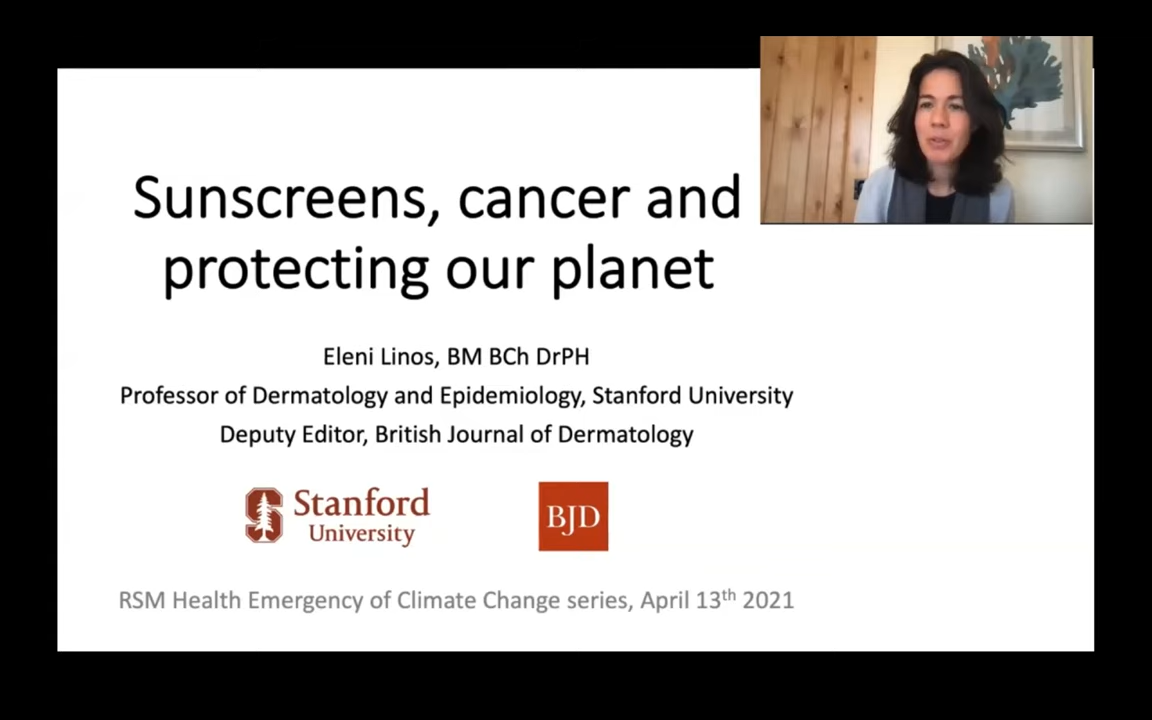 Sunscreens, cancer and
protecting our planet
Eleni Linos, BM BCh DrPH
Professor of Dermatology and Epidemiology, Stanford University
Deputy Editor, British Journal of Dermatology
Stanford
University
BJD
RSM Health Emergency of Climate Change series, April 13th 2021